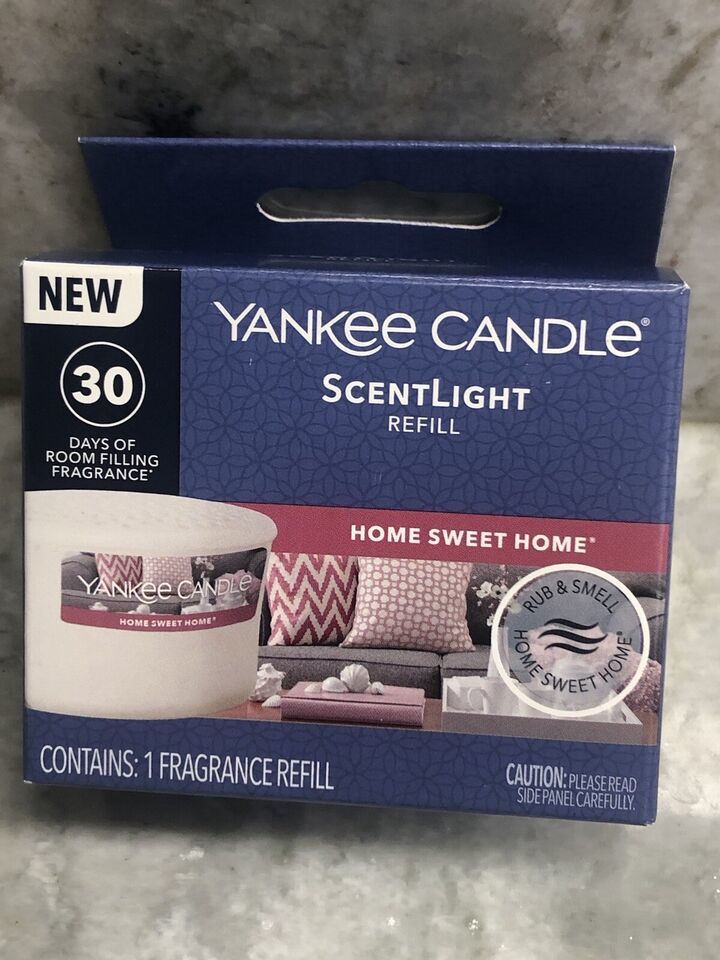 NEW
30
DAYS OF
ROOM FILLING
FRAGRANCE*
YANKEE CANDLE®
SCENTLIGHT
REFILL
HOME SWEET HOME®
YANKEE CANDLE
HOME SWEET HOME®
RUB & SMELL
HOME SWEET HOME®
CONTAINS: 1 FRAGRANCE REFILL
CAUTION: PLEASE READ
SIDE PANEL CAREFULLY.